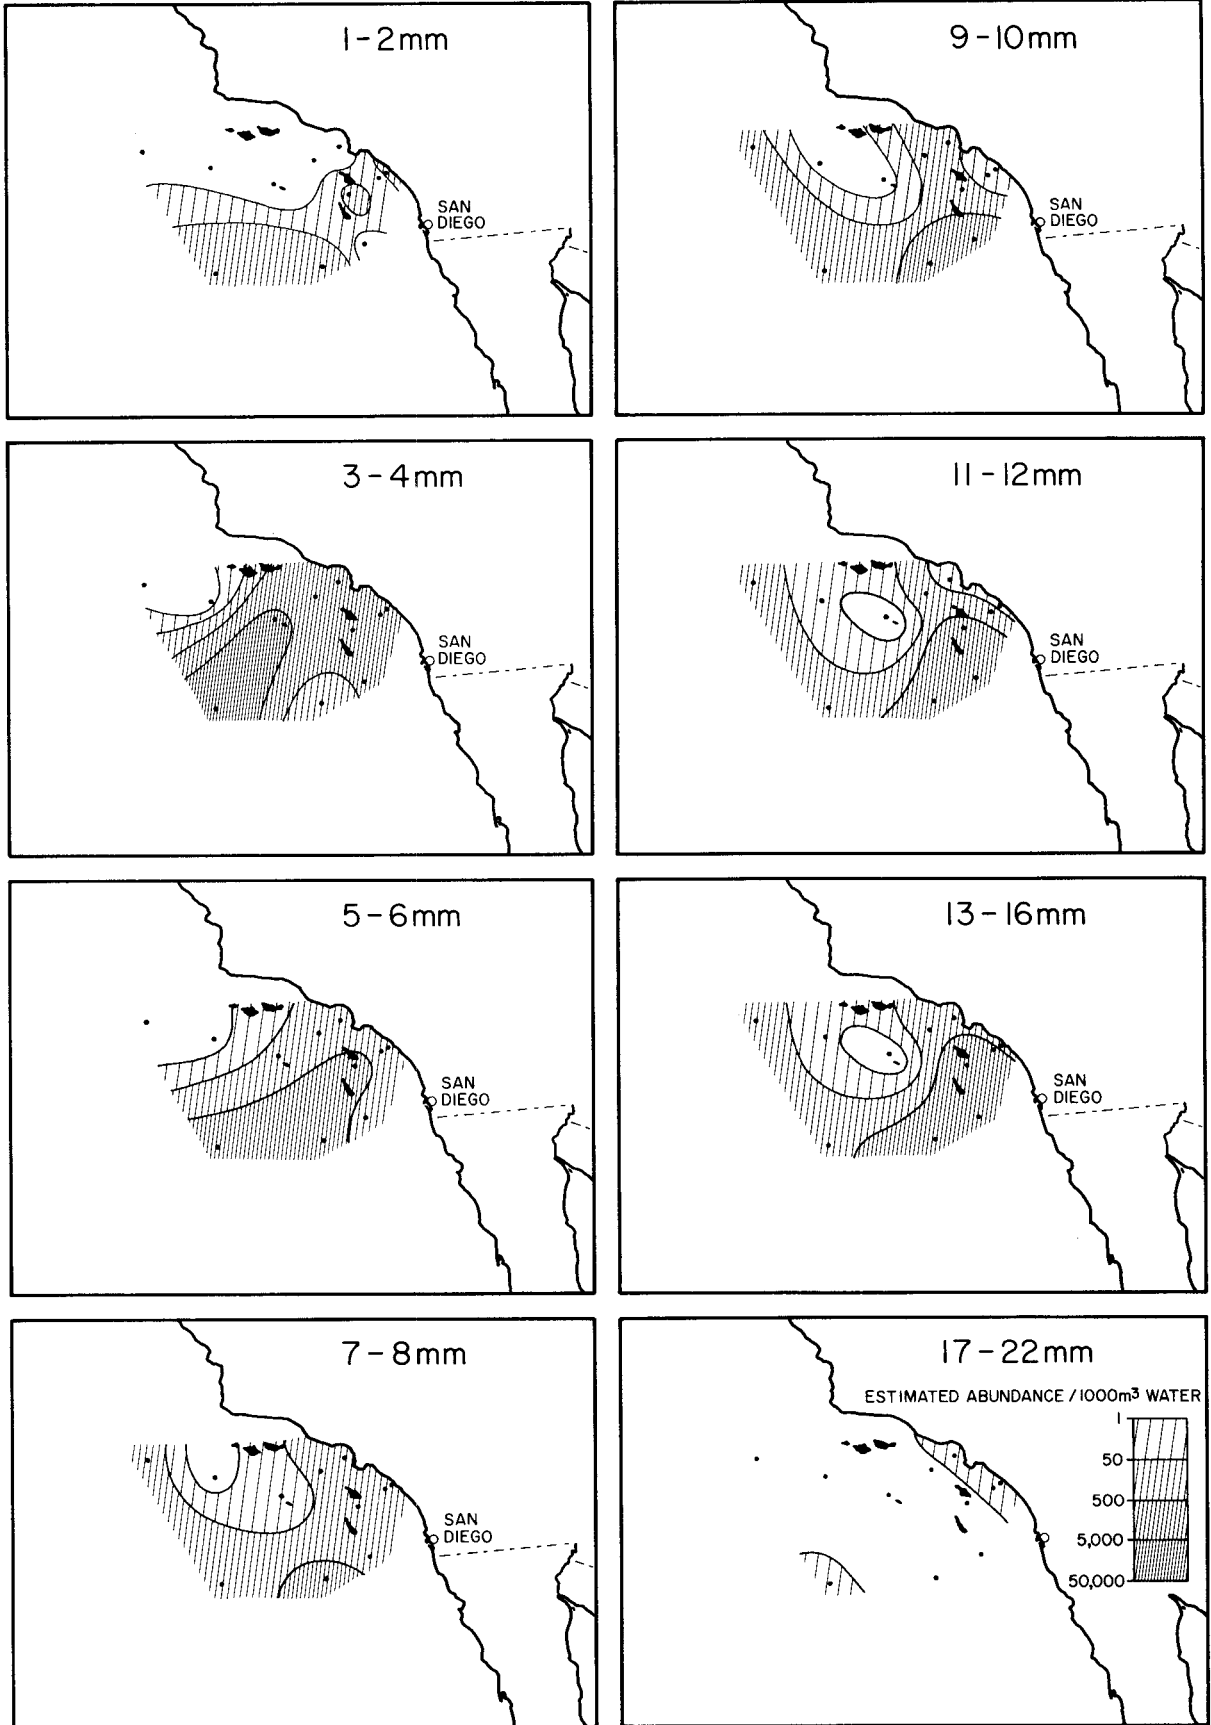 1-2mm
SAN
DIEGO
9-10mm
SAN
DIEGO
3-4mm
SAN
DIEGO
11-12mm
SAN
DIEGO
5-6mm
SAN
DIEGO
13-16mm
SAN
DIEGO
7-8mm
SAN
DIEGO
17-22mm
ESTIMATED ABUNDANCE / 1000m³ WATER
1
50
500
5,000
50,000